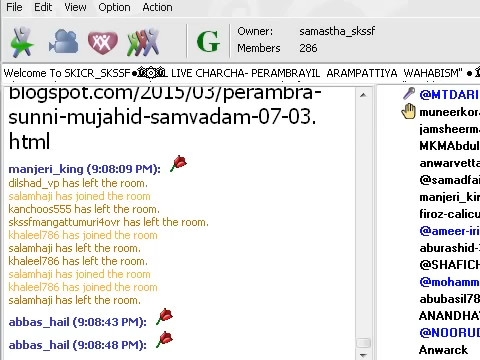 File Edit View Option Action
G
Owner: samastha_skssf
Members 286
Welcome To SKICR_SKSSF LIVE CHARCHA- PERAMBRAYIL ARAMPATTIYA WAHABISM"
blogspot.com/2015/03/perambra-
sunni-mujahid-samvadam-07-03.
html
manjeri_king (9:08:09 PM):
dilshad_vp has left the room.
salamhaji has joined the room
kanchoos555 has left the room.
skssfmangattumuri4ovr has left the room.
khaleel786 has joined the room
salamhaji has left the room.
khaleel786 has left the room.
salamhaji has joined the room
khaleel786 has joined the room
salamhaji has left the room.
abbas_hail (9:08:43 PM):
abbas_hail (9:08:48 PM):
@MTDARI
muneerkor
jamsheerm
MKMAbdul
anwarvetta
@samadfai
manjeri_kin
firoz-calicu
@ameer-iri
aburashid-
@SHAFICH
@mohamm
abubasil78
ANANDHA
@NOORUD
Anwarck